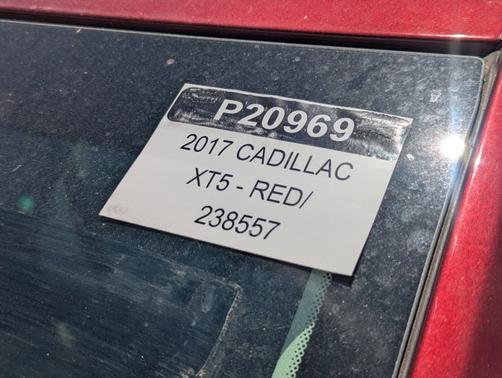 P20969
2017 CADILLAC
XT5 - RED/
238557